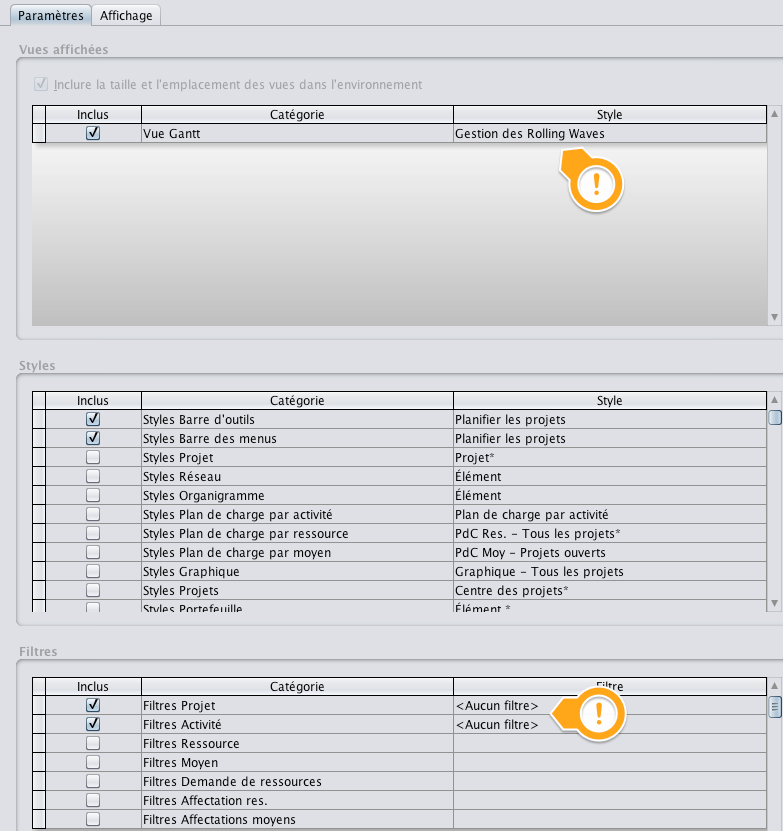 Paramètres Affichage
Vues affichées
Inclure la taille et l'emplacement des vues dans l'environnement
Inclus Catégorie Style
Vue Gantt Gestion des Rolling Waves
!
Styles
Inclus Catégorie Style
Styles Barre d'outils Planifier les projets
Styles Barre des menus Planifier les projets
Styles Projet Projet*
Styles Réseau Élément
Styles Organigramme Élément
Styles Plan de charge par activité Plan de charge par activité
Styles Plan de charge par ressource PdC Res. - Tous les projets*
Styles Plan de charge par moyen PdC Moy - Projets ouverts
Styles Graphique Graphique - Tous les projets
Styles Projets Centre des projets*
Styles Portefeuille Élément *
Filtres
Inclus Catégorie Filtre
Filtres Projet <Aucun filtre>
Filtres Activité <Aucun filtre>
!
Filtres Ressource
Filtres Moyen
Filtres Demande de ressources
Filtres Affectation res.
Filtres Affectations moyens